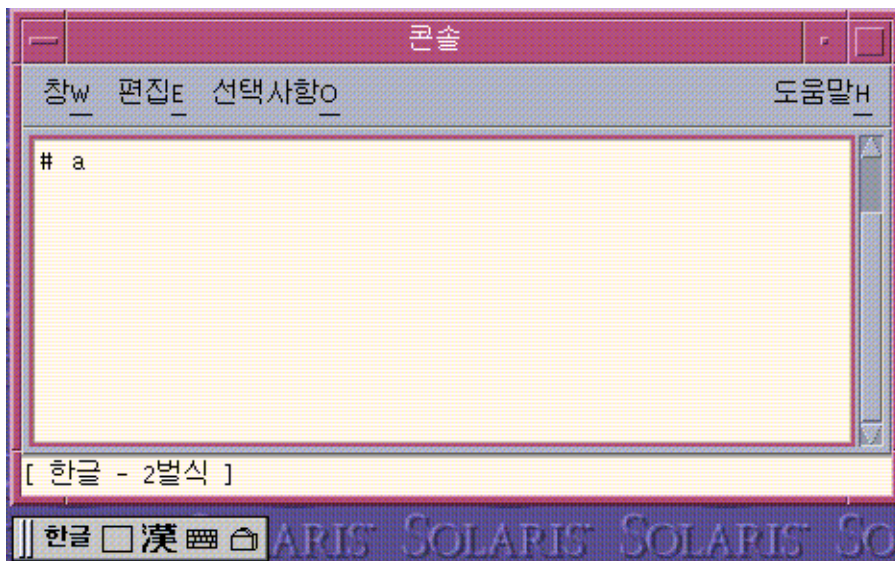 콘솔
창W 편집E 선택사항O 도움말H
# a
[ 한글 - 2벌식 ]
한글 漢 ARIS SOLARIS SOLARIS SO